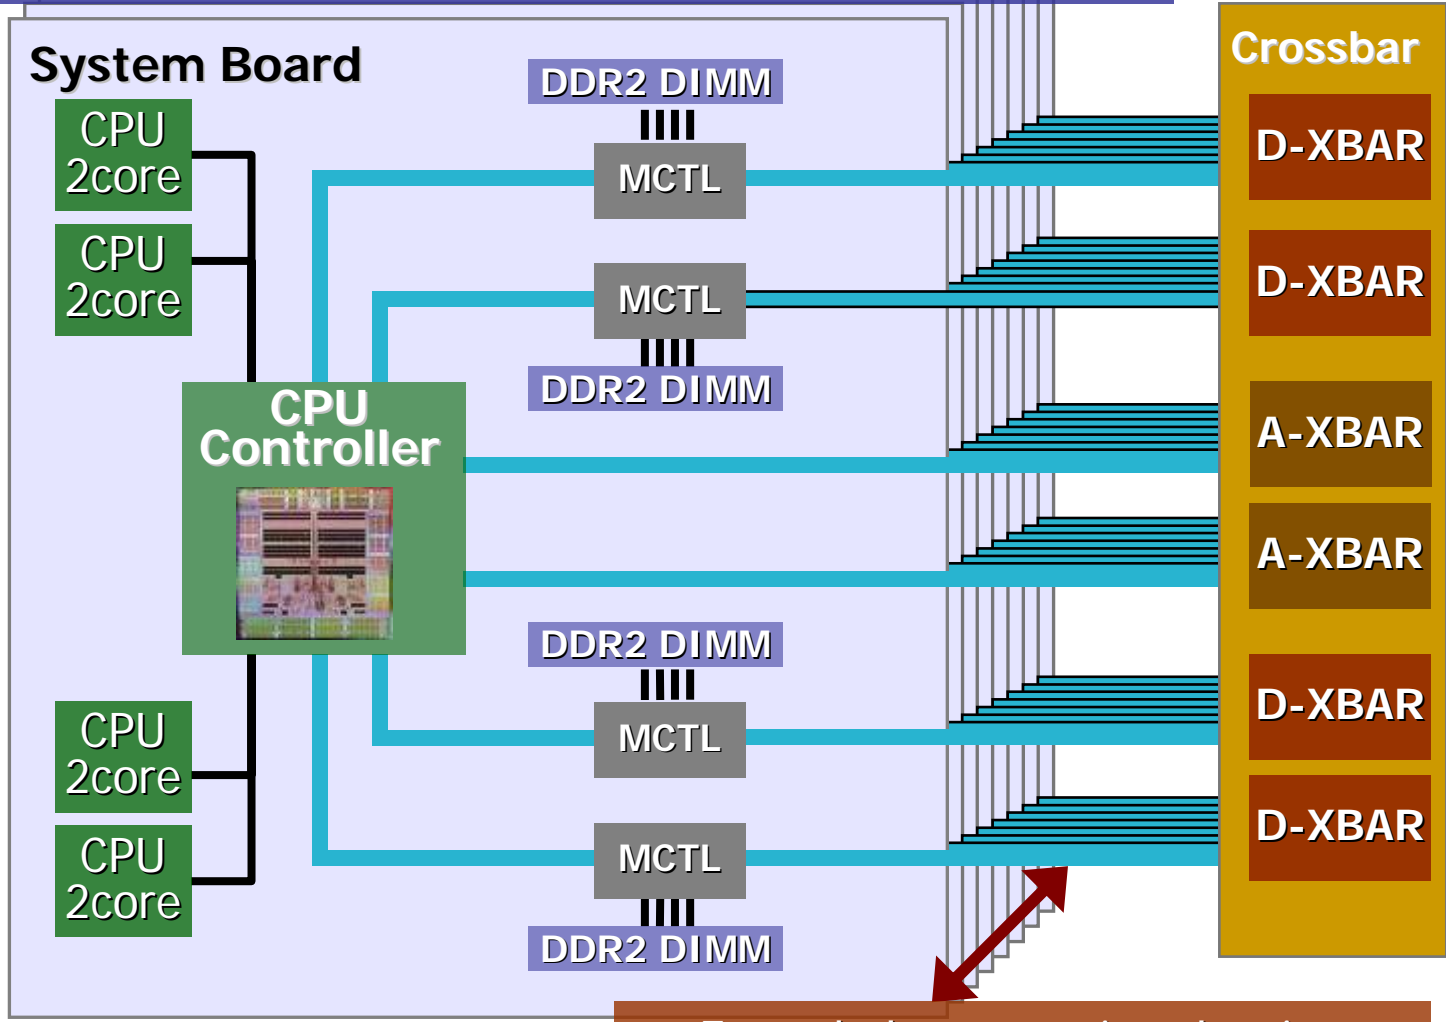 System Board
Crossbar
CPU
2core
CPU
2core
DDR2 DIMM
MCTL
D-XBAR
MCTL
DDR2 DIMM
D-XBAR
CPU
Controller
A-XBAR
A-XBAR
DDR2 DIMM
MCTL
D-XBAR
CPU
2core
CPU
2core
MCTL
DDR2 DIMM
D-XBAR